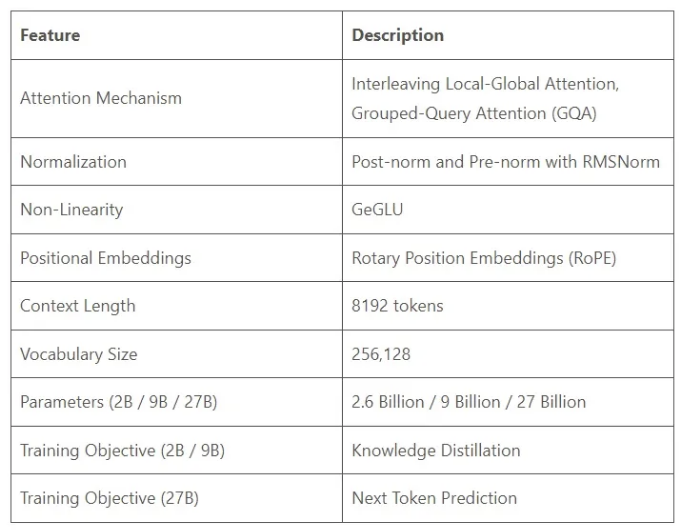 Feature
Description
Attention Mechanism
Interleaving Local-Global Attention,
Grouped-Query Attention (GQA)
Normalization
Post-norm and Pre-norm with RMSNorm
Non-Linearity
GeGLU
Positional Embeddings
Rotary Position Embeddings (RoPE)
Context Length
8192 tokens
Vocabulary Size
256,128
Parameters (2B / 9B / 27B)
2.6 Billion / 9 Billion / 27 Billion
Training Objective (2B / 9B)
Knowledge Distillation
Training Objective (27B)
Next Token Prediction